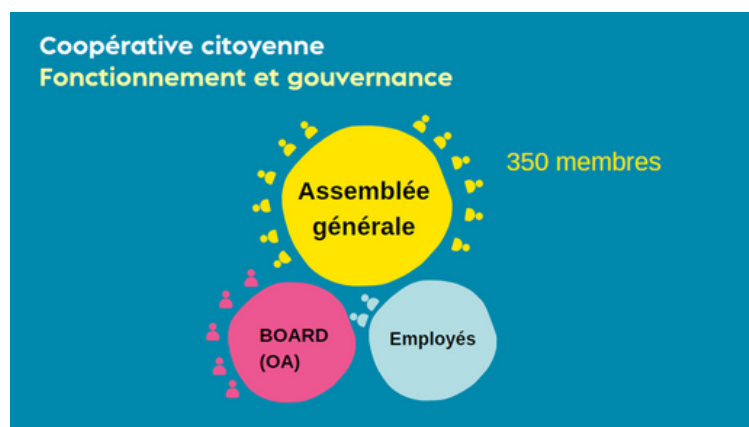 Coopérative citoyenne
Fonctionnement et gouvernance
350 membres
Assemblée
générale
BOARD
(OA)
Employés